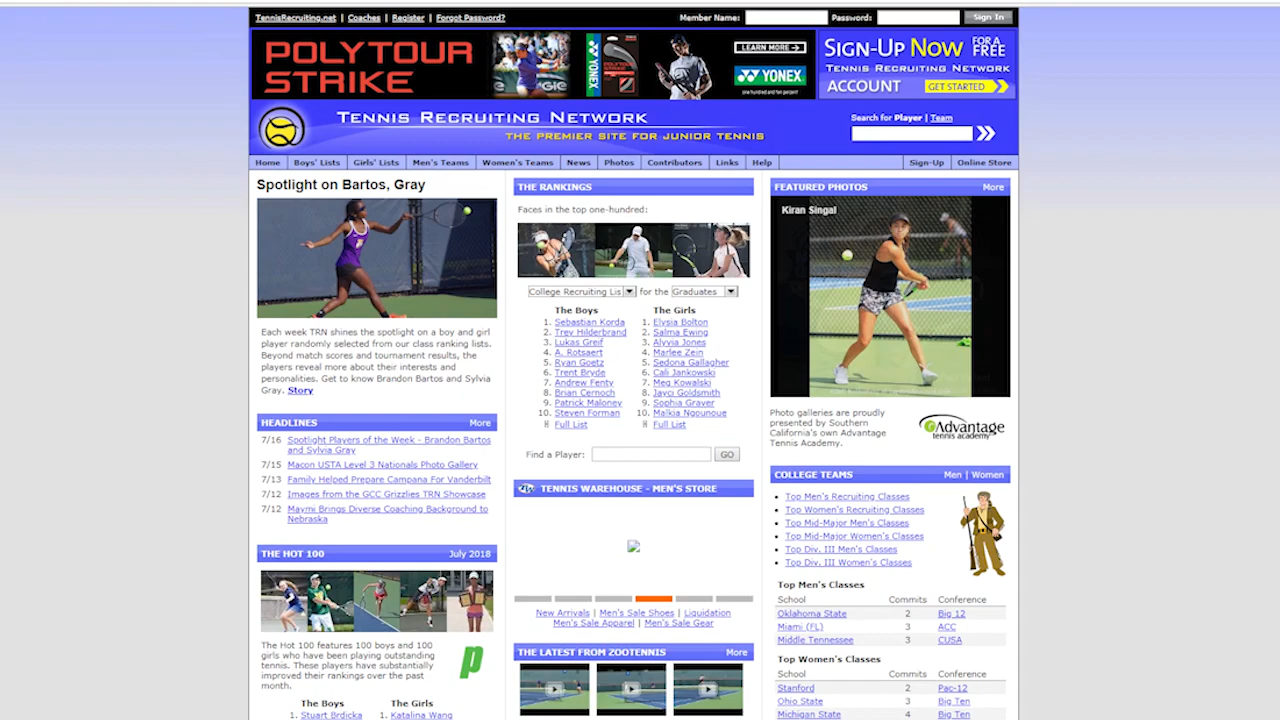 TennisRecruiting.net | Coaches | Register | Forgot Password?
Member Name:
Password:
Sign In
POLYTOUR
STRIKE
LEARN MORE →
YONEX
SIGN-UP NOW FOR A FREE
TENNIS RECRUITING NETWORK
ACCOUNT
GET STARTED
TENNIS RECRUITING NETWORK
THE PREMIER SITE FOR JUNIOR TENNIS
Search for Player | Team
Home
Boys' Lists
Girls' Lists
Men's Teams
Women's Teams
News
Photos
Contributors
Links
Help
Sign-Up
Online Store
Spotlight on Bartos, Gray
Each week TRN shines the spotlight on a boy and girl
player randomly selected from our class ranking lists.
Beyond match scores and tournament results, the
players reveal more about their interests and
personalities. Get to know Brandon Bartos and Sylvia
Gray. Story
HEADLINES More
7/16 Spotlight Players of the Week - Brandon Bartos
and Sylvia Gray
7/15 Macon USTA Level 3 Nationals Photo Gallery
7/13 Family Helped Prepare Campana For Vanderbilt
7/12 Images from the GCC Grizzlies TRN Showcase
7/12 Maymi Brings Diverse Coaching Background to
Nebraska
THE HOT 100 July 2018
The Hot 100 features 100 boys and 100
girls who have been playing outstanding
tennis. These players have substantially
improved their rankings over the past
month.
The Boys The Girls
1. Stuart Brdicka 1. Katalina Wang
THE RANKINGS
Faces in the top one-hundred:
College Recruiting Lis for the Graduates
The Boys The Girls
1. Sebastian Korda 1. Elysia Bolton
2. Trey Hilderbrand 2. Salma Ewing
3. Lukas Greif 3. Alyvia Jones
4. A. Rotsaert 4. Marlee Zein
5. Ryan Goetz 5. Sedona Gallagher
6. Trent Bryde 6. Cali Jankowski
7. Andrew Fenty 7. Meg Kowalski
8. Brian Cernoch 8. Jayci Goldsmith
9. Patrick Maloney 9. Sophia Graver
10. Steven Forman 10. Malkia Ngounoue
Full List Full List
Find a Player: GO
TENNIS WAREHOUSE - MEN'S STORE
New Arrivals | Men's Sale Shoes | Liquidation
Men's Sale Apparel | Men's Sale Gear
THE LATEST FROM ZOOTENNIS More
FEATURED PHOTOS More
Kiran Singal
Photo galleries are proudly
presented by Southern
California's own Advantage
Tennis Academy.
Advantage
tennis academy
COLLEGE TEAMS Men | Women
• Top Men's Recruiting Classes
• Top Women's Recruiting Classes
• Top Mid-Major Men's Classes
• Top Mid-Major Women's Classes
• Top Div. III Men's Classes
• Top Div. III Women's Classes
Top Men's Classes
School Commits Conference
Oklahoma State 2 Big 12
Miami (FL) 3 ACC
Middle Tennessee 3 CUSA
Top Women's Classes
School Commits Conference
Stanford 2 Pac-12
Ohio State 3 Big Ten
Michigan State 4 Big Ten